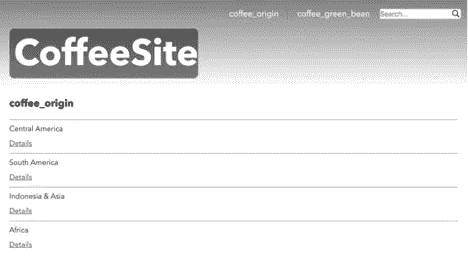 coffee_origin coffee_green_bean Search...
CoffeeSite
coffee_origin
Central America
Details
South America
Details
Indonesia & Asia
Details
Africa
Details